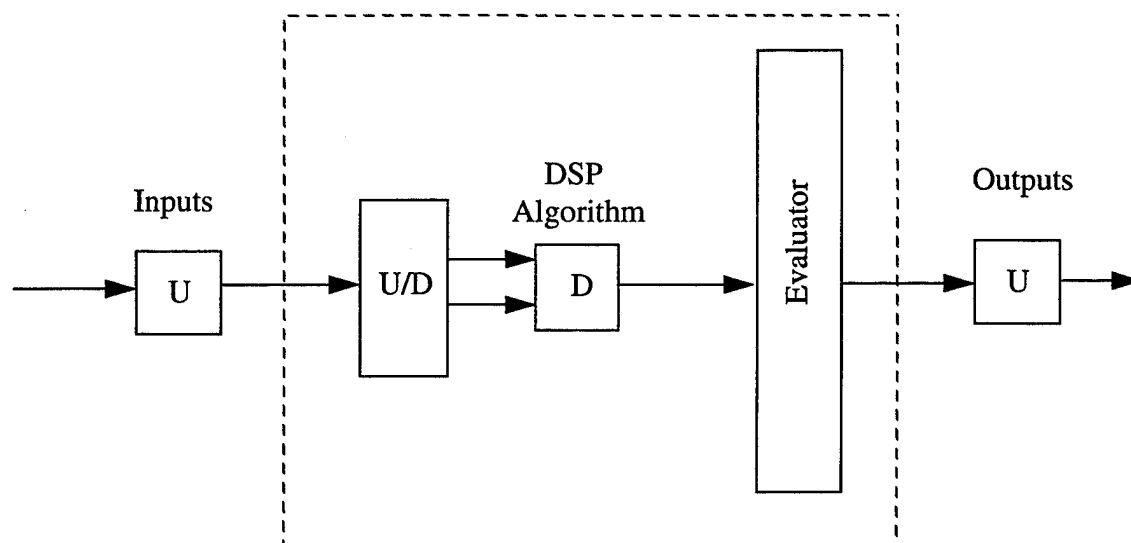 Inputs
U
U/D
DSP
Algorithm
D
Evaluator
Outputs
U